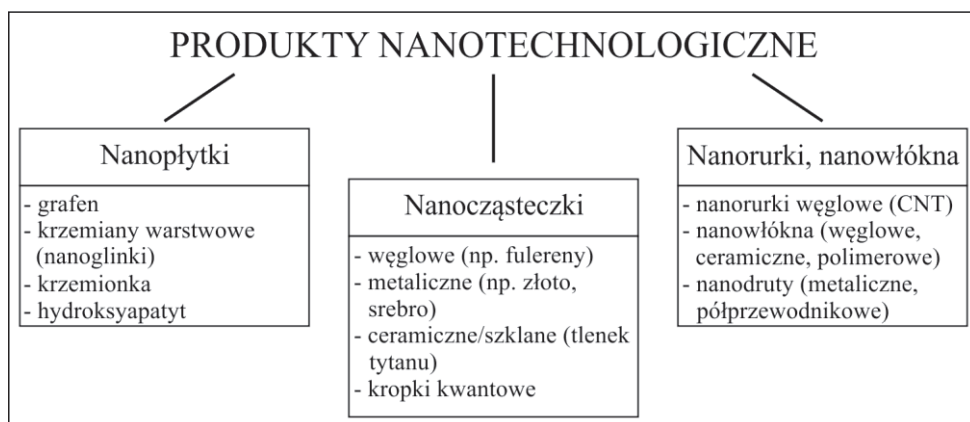 PRODUKTY NANOTECHNOLOGICZNE
Nanopłytki
- grafen
- krzemiany warstwowe
(nanoglinki)
- krzemionka
- hydroksyapatyt
Nanocząsteczki
- węglowe (np. fulereny)
- metaliczne (np. złoto,
srebro)
- ceramiczne/szklane (tlenek
tytanu)
- kropki kwantowe
Nanorurki, nanowłókna
- nanorurki węglowe (CNT)
- nanowłókna (węglowe,
ceramiczne, polimerowe)
- nanodruty (metaliczne,
półprzewodnikowe)